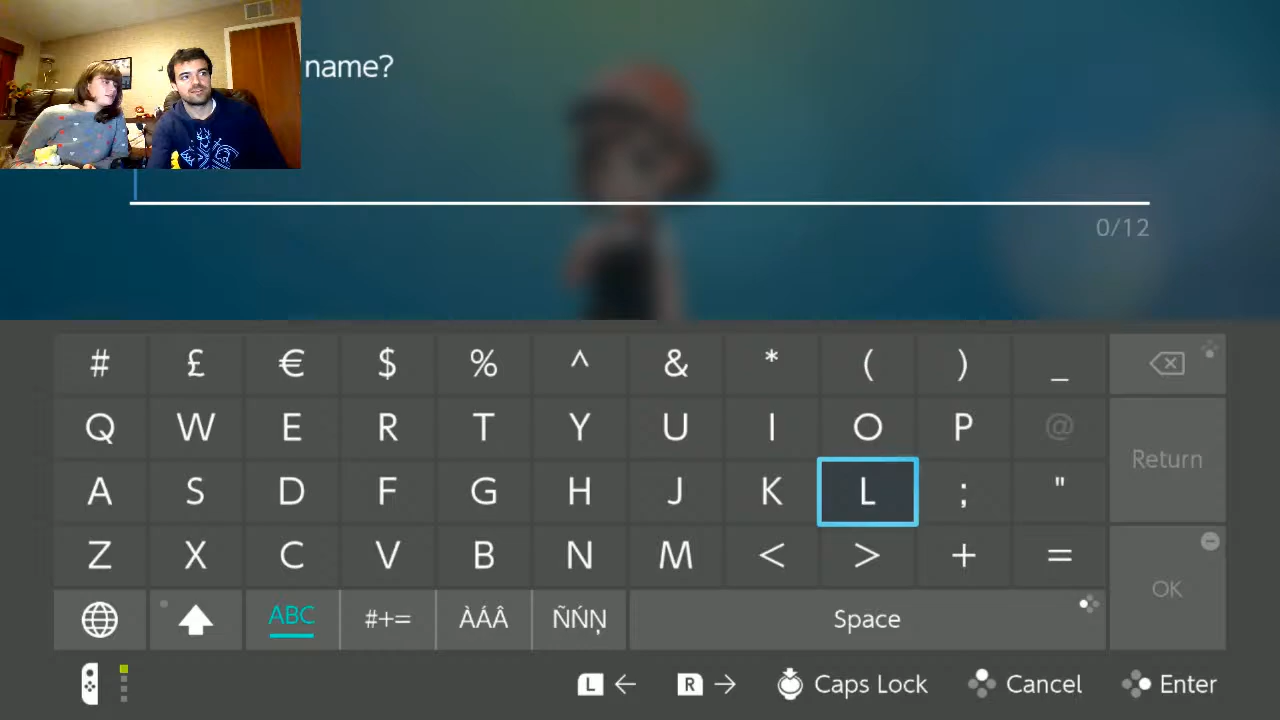 name?
0/12
# £ € $ % ^ & * ( ) _
Q W E R T Y U I O P @
Return
A S D F G H J K L ; "
Z X C V B N M < > + =
OK
ABC #+= ÀÁÂ ÑŃŅ Space
L ← R → Caps Lock Cancel Enter